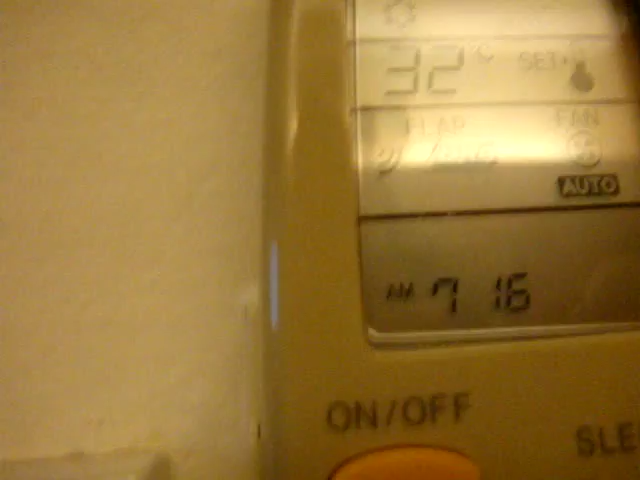 32 °C SET
FLAP FAN
AUTO
AM 7 16
ON/OFF
SLE